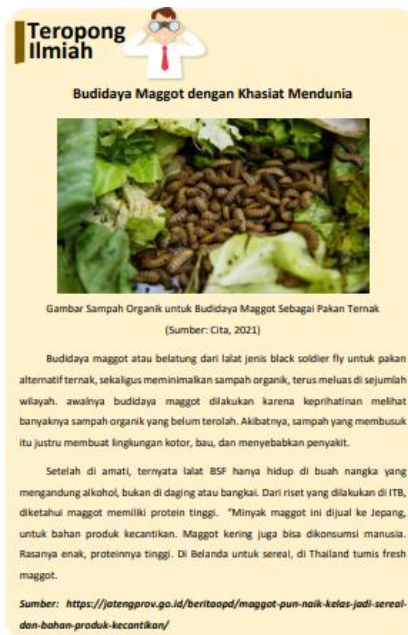 Teropong
Ilmiah
Budidaya Maggot dengan Khasiat Mendunia
Gambar Sampah Organik untuk Budidaya Maggot Sebagai Pakan Ternak
(Sumber: Cita, 2021)
Budidaya maggot atau belatung dari lalat jenis black soldier fly untuk pakan
alternatif ternak, sekaligus meminimalkan sampah organik, terus meluas di sejumlah
wilayah. awalnya budidaya maggot dilakukan karena keprihatinan melihat
banyaknya sampah organik yang belum terolah. Akibatnya, sampah yang membusuk
itu justru membuat lingkungan kotor, bau, dan menyebabkan penyakit.
Setelah di amati, ternyata lalat BSF hanya hidup di buah nangka yang
mengandung alkohol, bukan di daging atau bangkai. Dari riset yang dilakukan di ITB,
diketahui maggot memiliki protein tinggi. “Minyak maggot ini dijual ke Jepang,
untuk bahan produk kecantikan. Maggot kering juga bisa dikonsumsi manusia.
Rasanya enak, proteinnya tinggi. Di Belanda untuk sereal, di Thailand tumis fresh
maggot.
Sumber: https://jatengprov.go.id/beritaopd/maggot-pun-naik-kelas-jadi-sereal-
dan-bahan-produk-kecantikan/